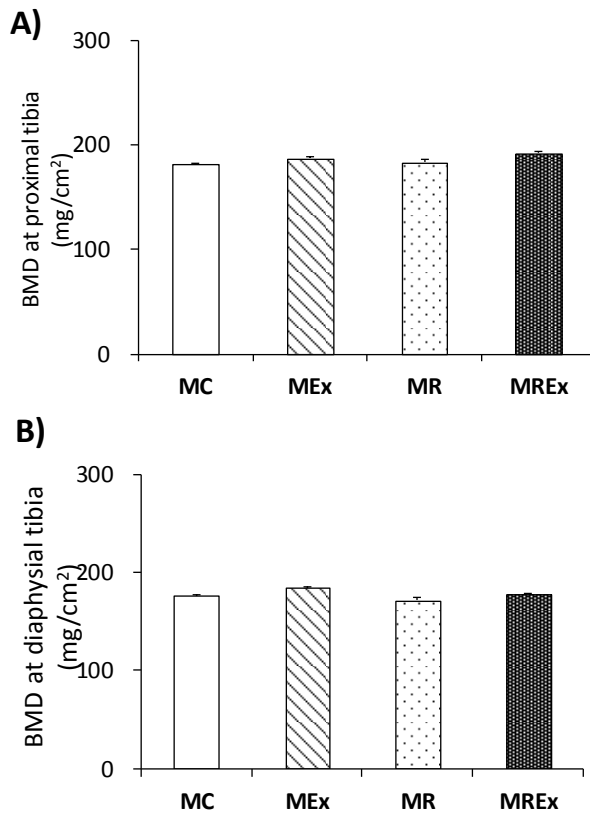 A)
BMD at proximal tibia
(mg/cm²)
300
200
100
0
MC MEx MR MREx
B)
BMD at diaphysial tibia
(mg/cm²)
300
200
100
0
MC MEx MR MREx